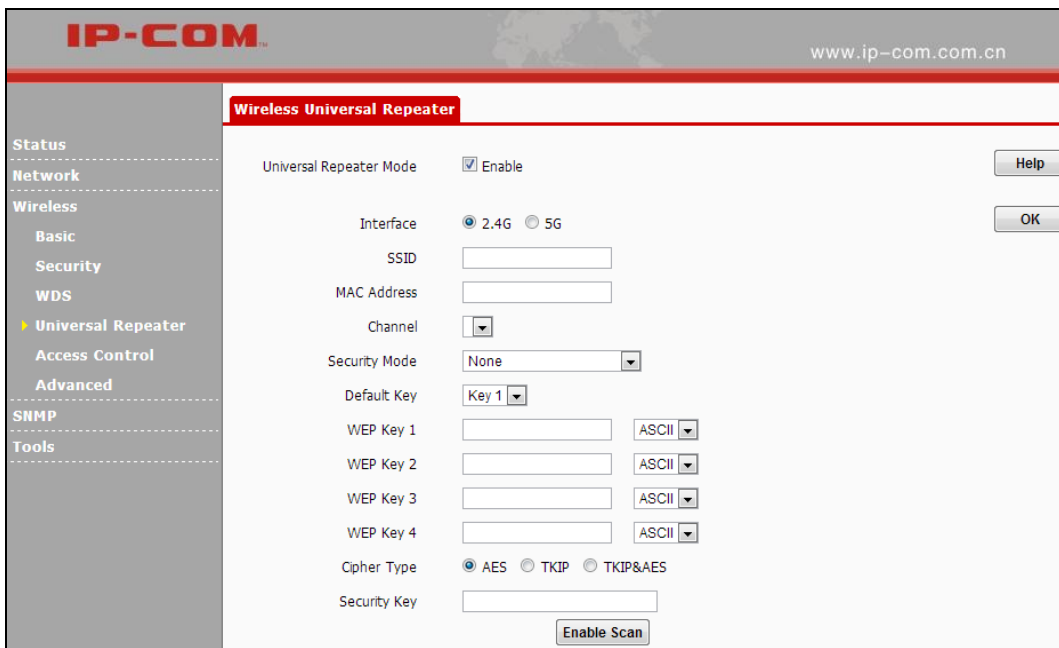 IP-COM™
www.ip-com.com.cn
Wireless Universal Repeater
Status
Network
Wireless
Basic
Security
WDS
Universal Repeater
Access Control
Advanced
SNMP
Tools
Universal Repeater Mode Enable
Help
Interface 2.4G 5G
OK
SSID
MAC Address
Channel
Security Mode None
Default Key Key 1
WEP Key 1 ASCII
WEP Key 2 ASCII
WEP Key 3 ASCII
WEP Key 4 ASCII
Cipher Type AES TKIP TKIP&AES
Security Key
Enable Scan